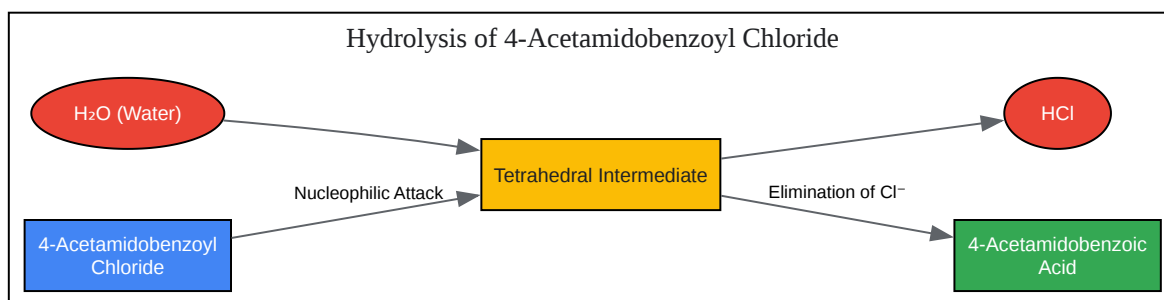 Hydrolysis of 4-Acetamidobenzoyl Chloride
H₂O (Water)
HCl
Tetrahedral Intermediate
Nucleophilic Attack
Elimination of Cl⁻
4-Acetamidobenzoyl
Chloride
4-Acetamidobenzoic
Acid